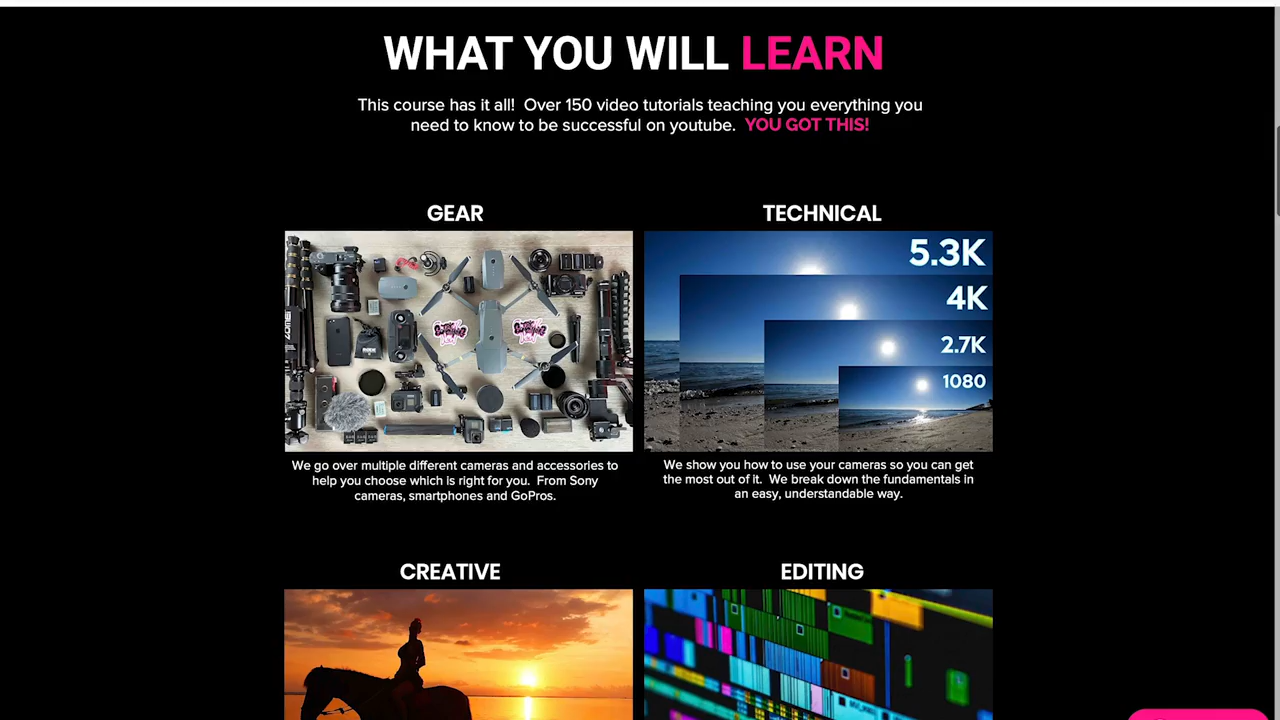 WHAT YOU WILL LEARN
This course has it all!  Over 150 video tutorials teaching you everything you
need to know to be successful on youtube.  YOU GOT THIS!
GEAR
TECHNICAL
5.3K
4K
2.7K
1080
We go over multiple different cameras and accessories to
help you choose which is right for you.  From Sony
cameras, smartphones and GoPros.
We show you how to use your cameras so you can get
the most out of it.  We break down the fundamentals in
an easy, understandable way.
CREATIVE
EDITING